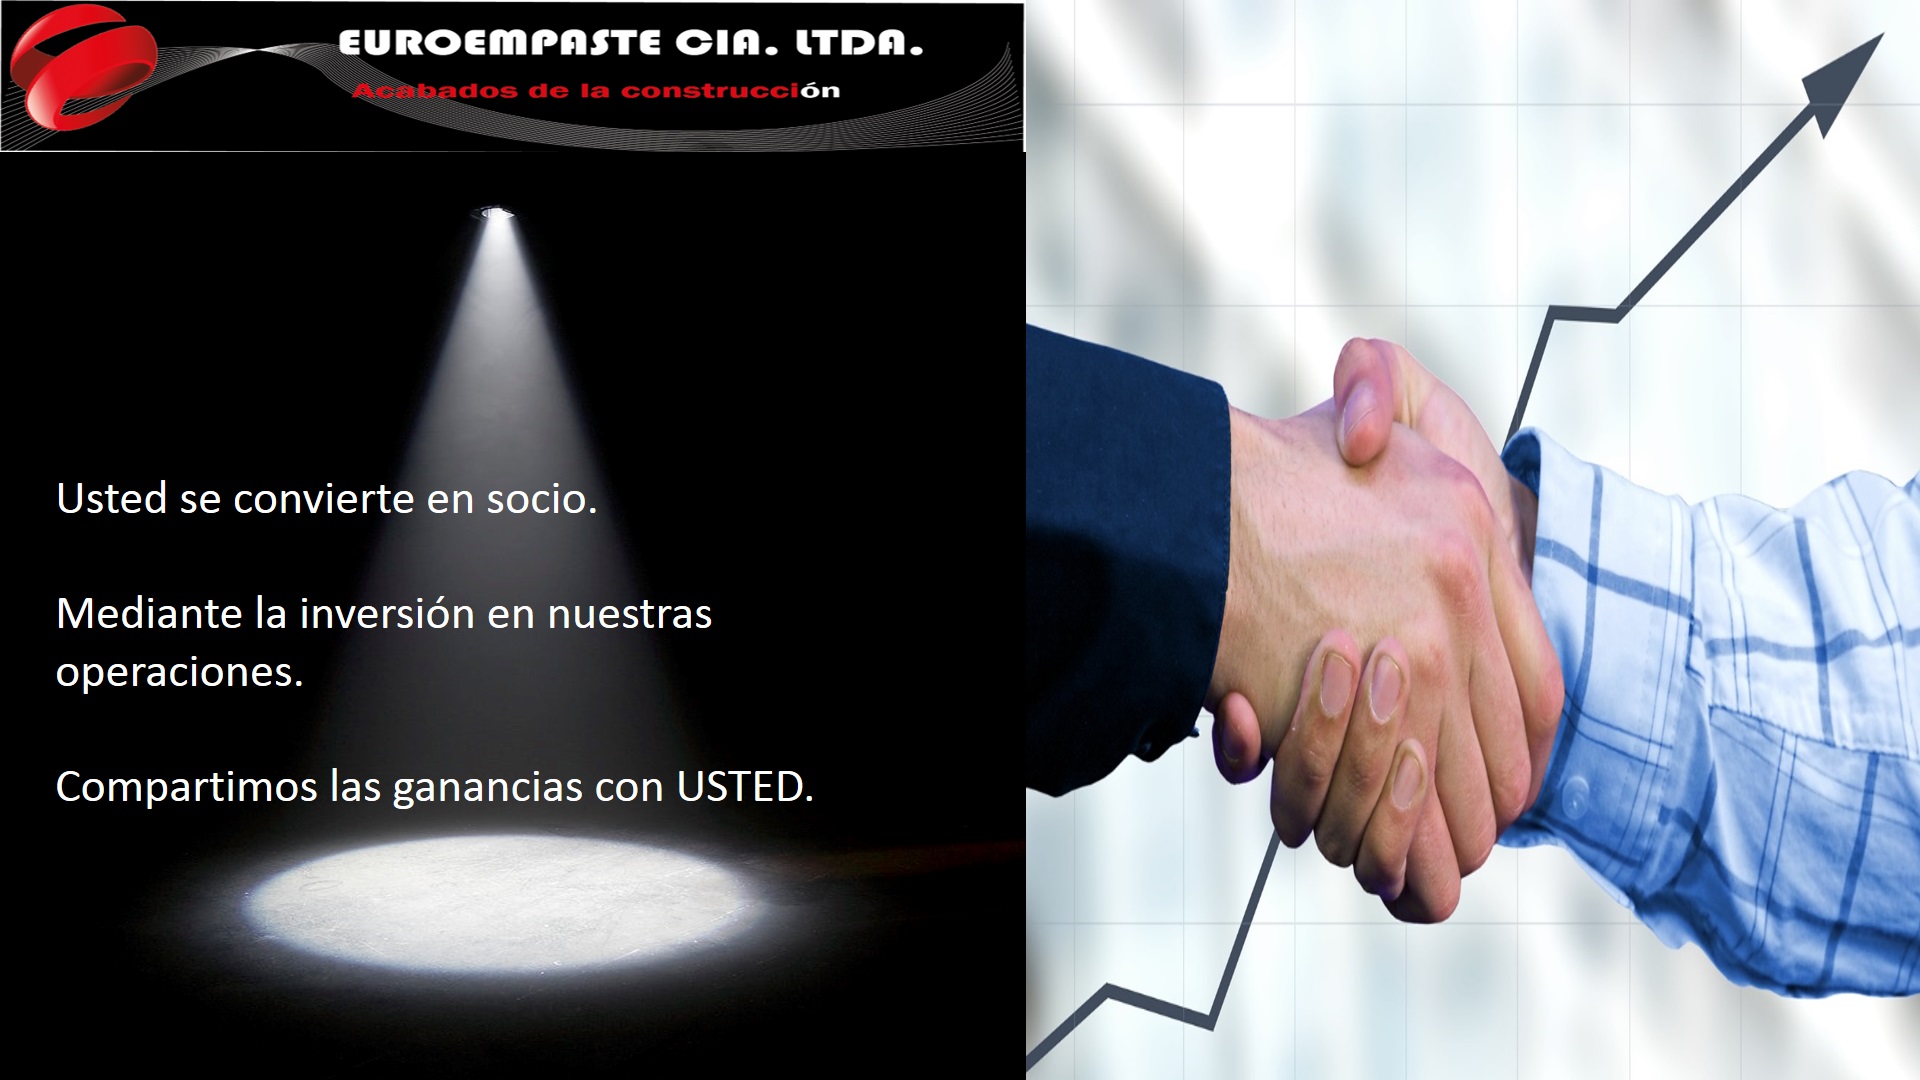 EUROEMPASTE CIA. LTDA.
Acabados de la construcción
Usted se convierte en socio.
Mediante la inversión en nuestras
operaciones.
Compartimos las ganancias con USTED.